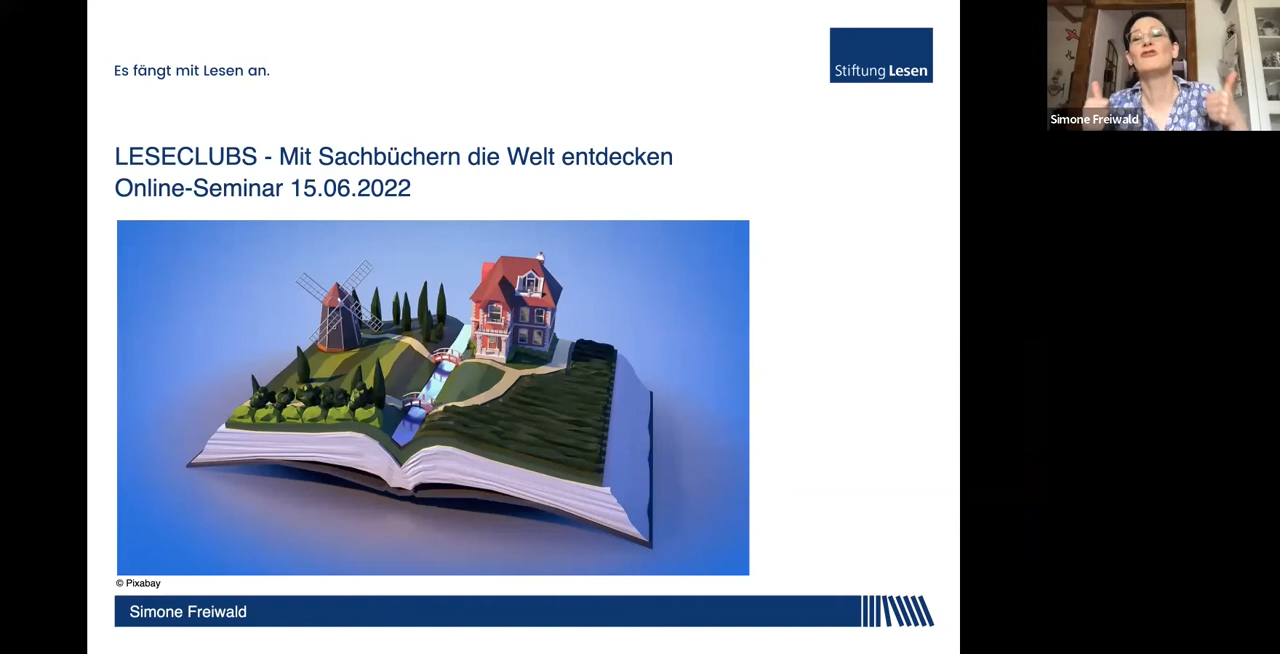 Es fängt mit Lesen an.
Stiftung Lesen
Simone Freiwald
LESECLUBS - Mit Sachbüchern die Welt entdecken
Online-Seminar 15.06.2022
© Pixabay
Simone Freiwald